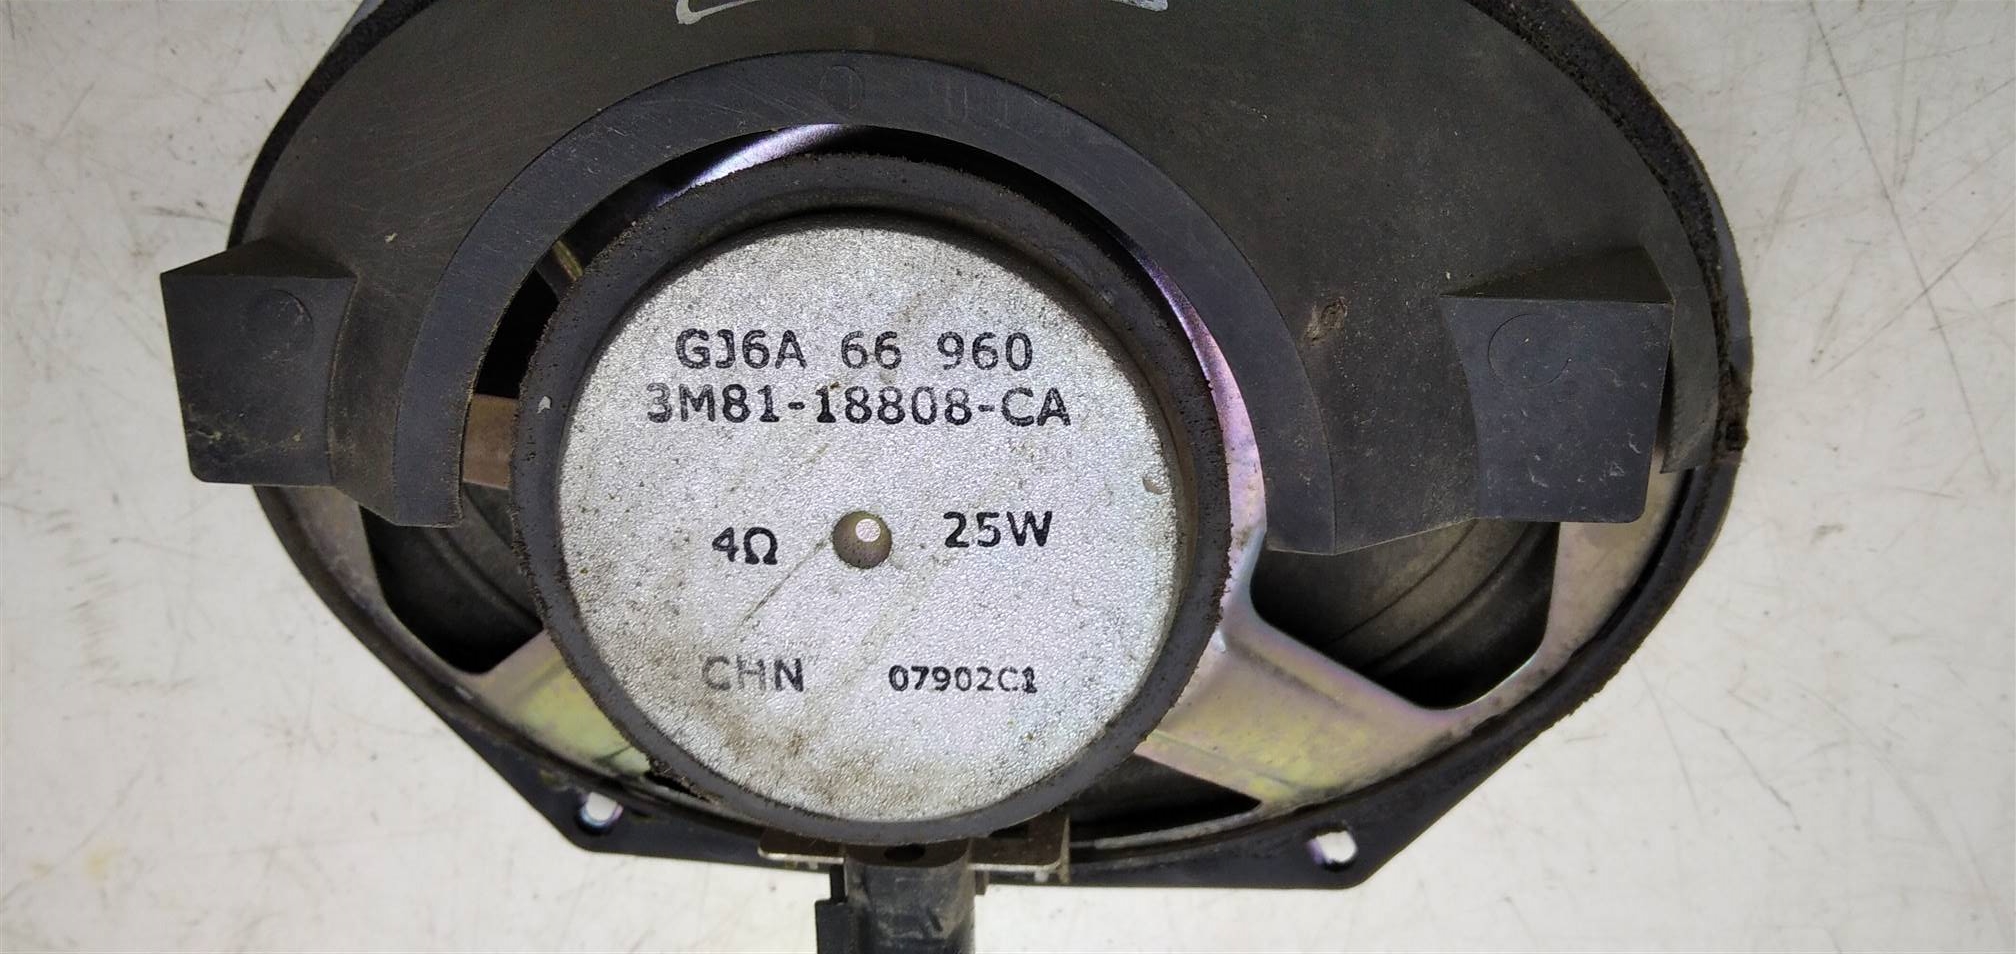 GJ6A 66 960
3M81-18808-CA
4Ω 25W
CHN 07902C1